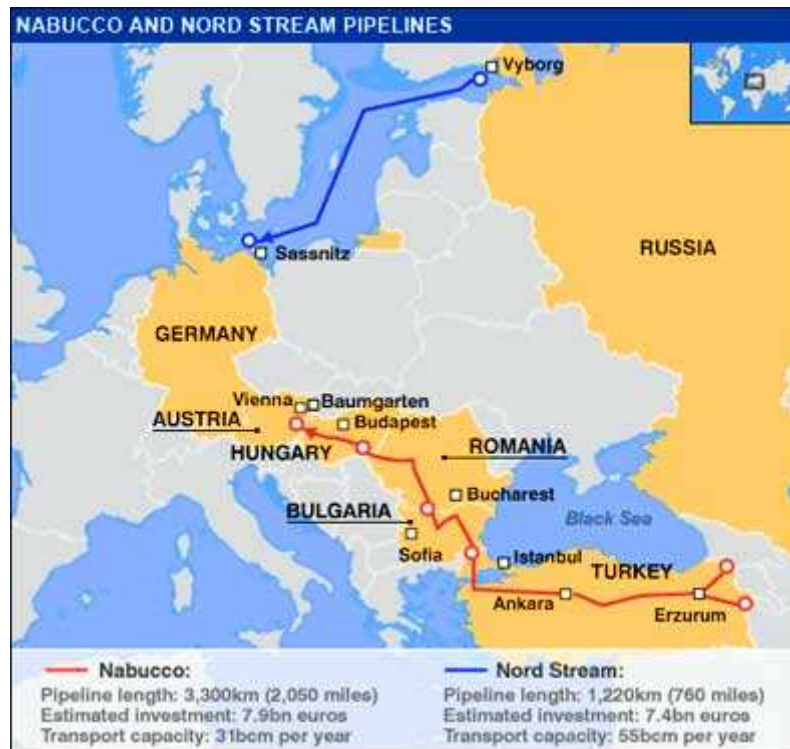 NABUCCO AND NORD STREAM PIPELINES
Vyborg
RUSSIA
Sassnitz
GERMANY
Vienna
Baumgarten
AUSTRIA
Budapest
HUNGARY
ROMANIA
Bucharest
BULGARIA
Black Sea
Sofia
Istanbul
TURKEY
Ankara
Erzurum
Nabucco:
Pipeline length: 3,300km (2,050 miles)
Estimated investment: 7.9bn euros
Transport capacity: 31bcm per year
Nord Stream:
Pipeline length: 1,220km (760 miles)
Estimated investment: 7.4bn euros
Transport capacity: 55bcm per year